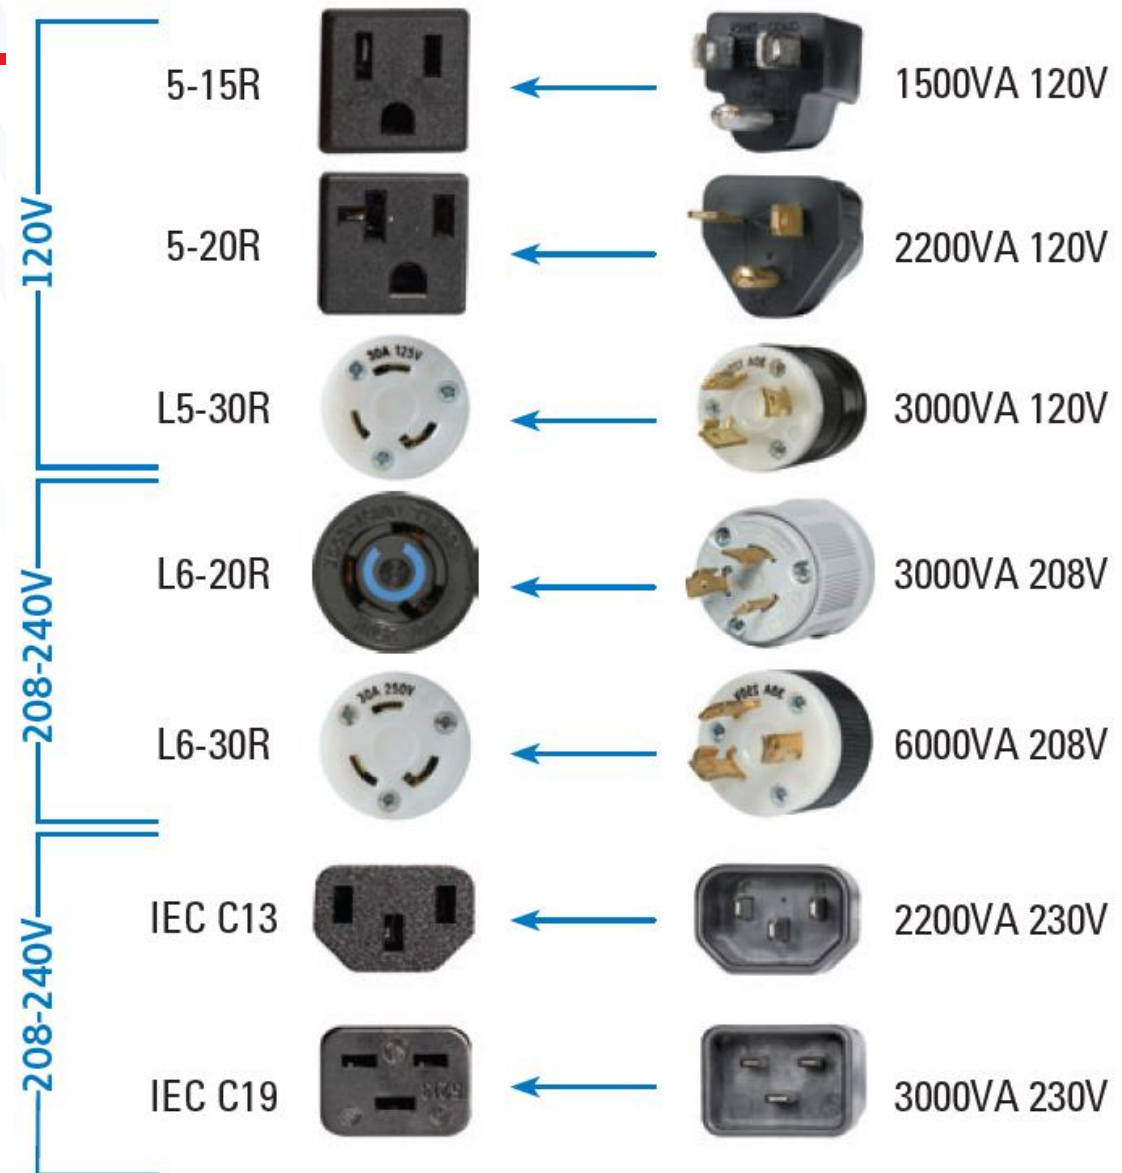 120V
5-15R
1500VA 120V
5-20R
2200VA 120V
L5-30R
30A 125V
3000VA 120V
208-240V
L6-20R
3000VA 208V
L6-30R
30A 250V
6000VA 208V
208-240V
IEC C13
2200VA 230V
IEC C19
3000VA 230V